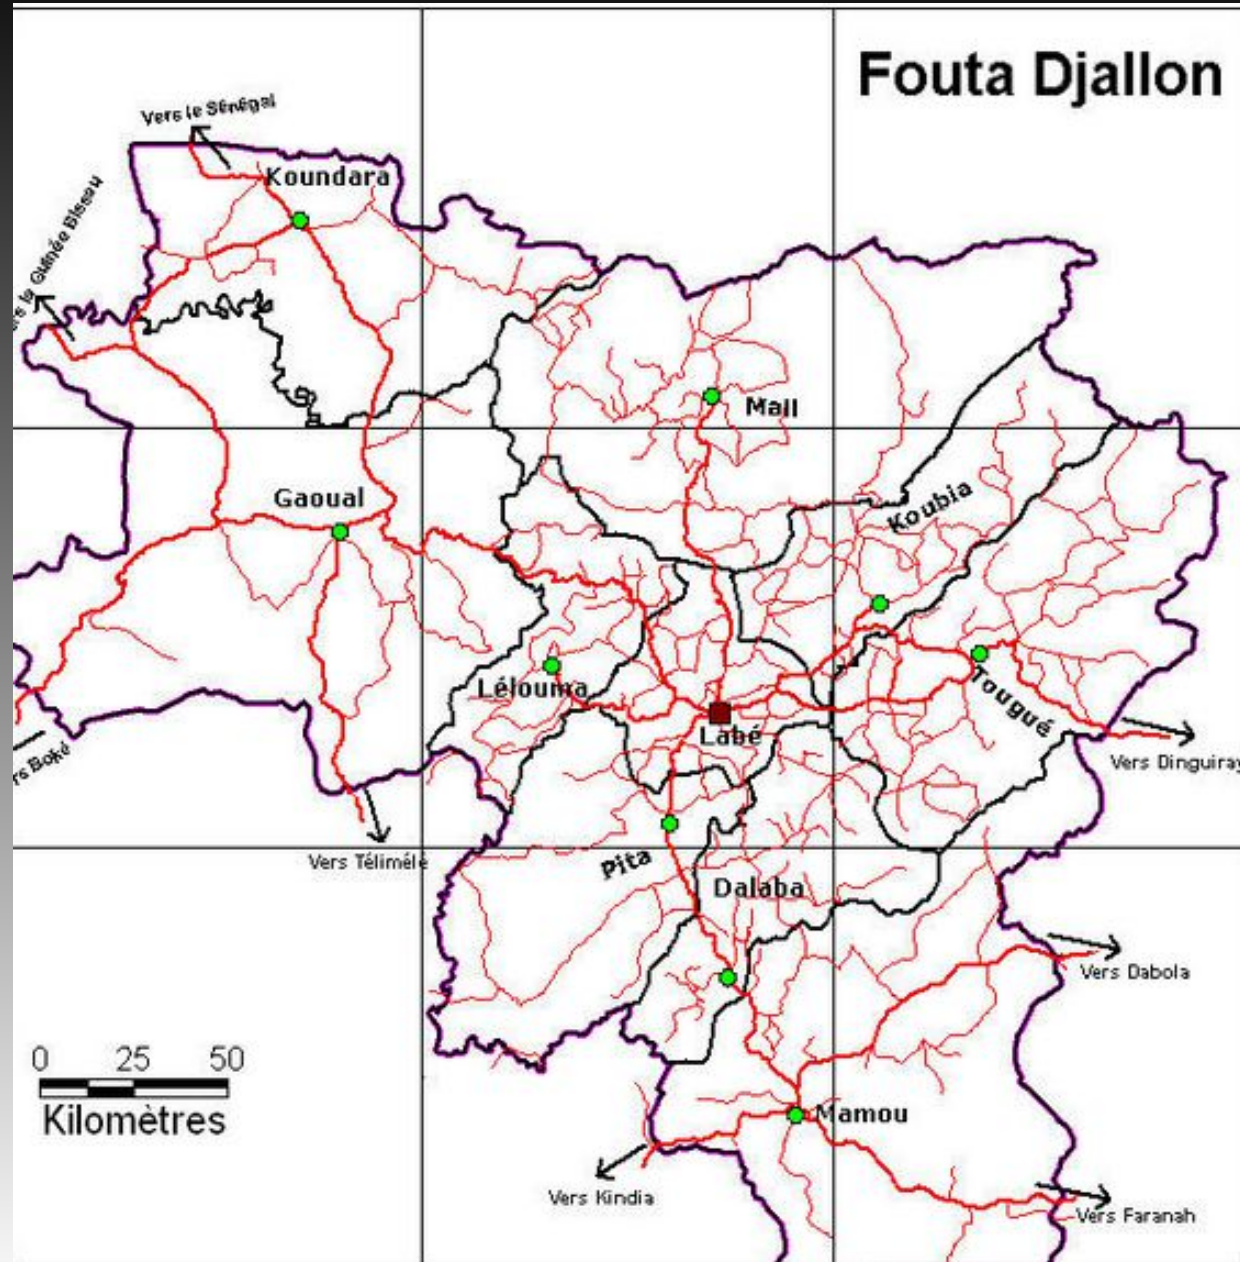 Fouta Djallon
Vers le Sénégal
Koundara
le Guinée Bissau
Mali
Gaoual
Koubia
Lélouma
Tougué
Labé
Boké
Vers Dinguiray
Vers Télimélé
Pita
Dalaba
Vers Dabola
0 25 50
Kilomètres
Mamou
Vers Kindia
Vers Faranah